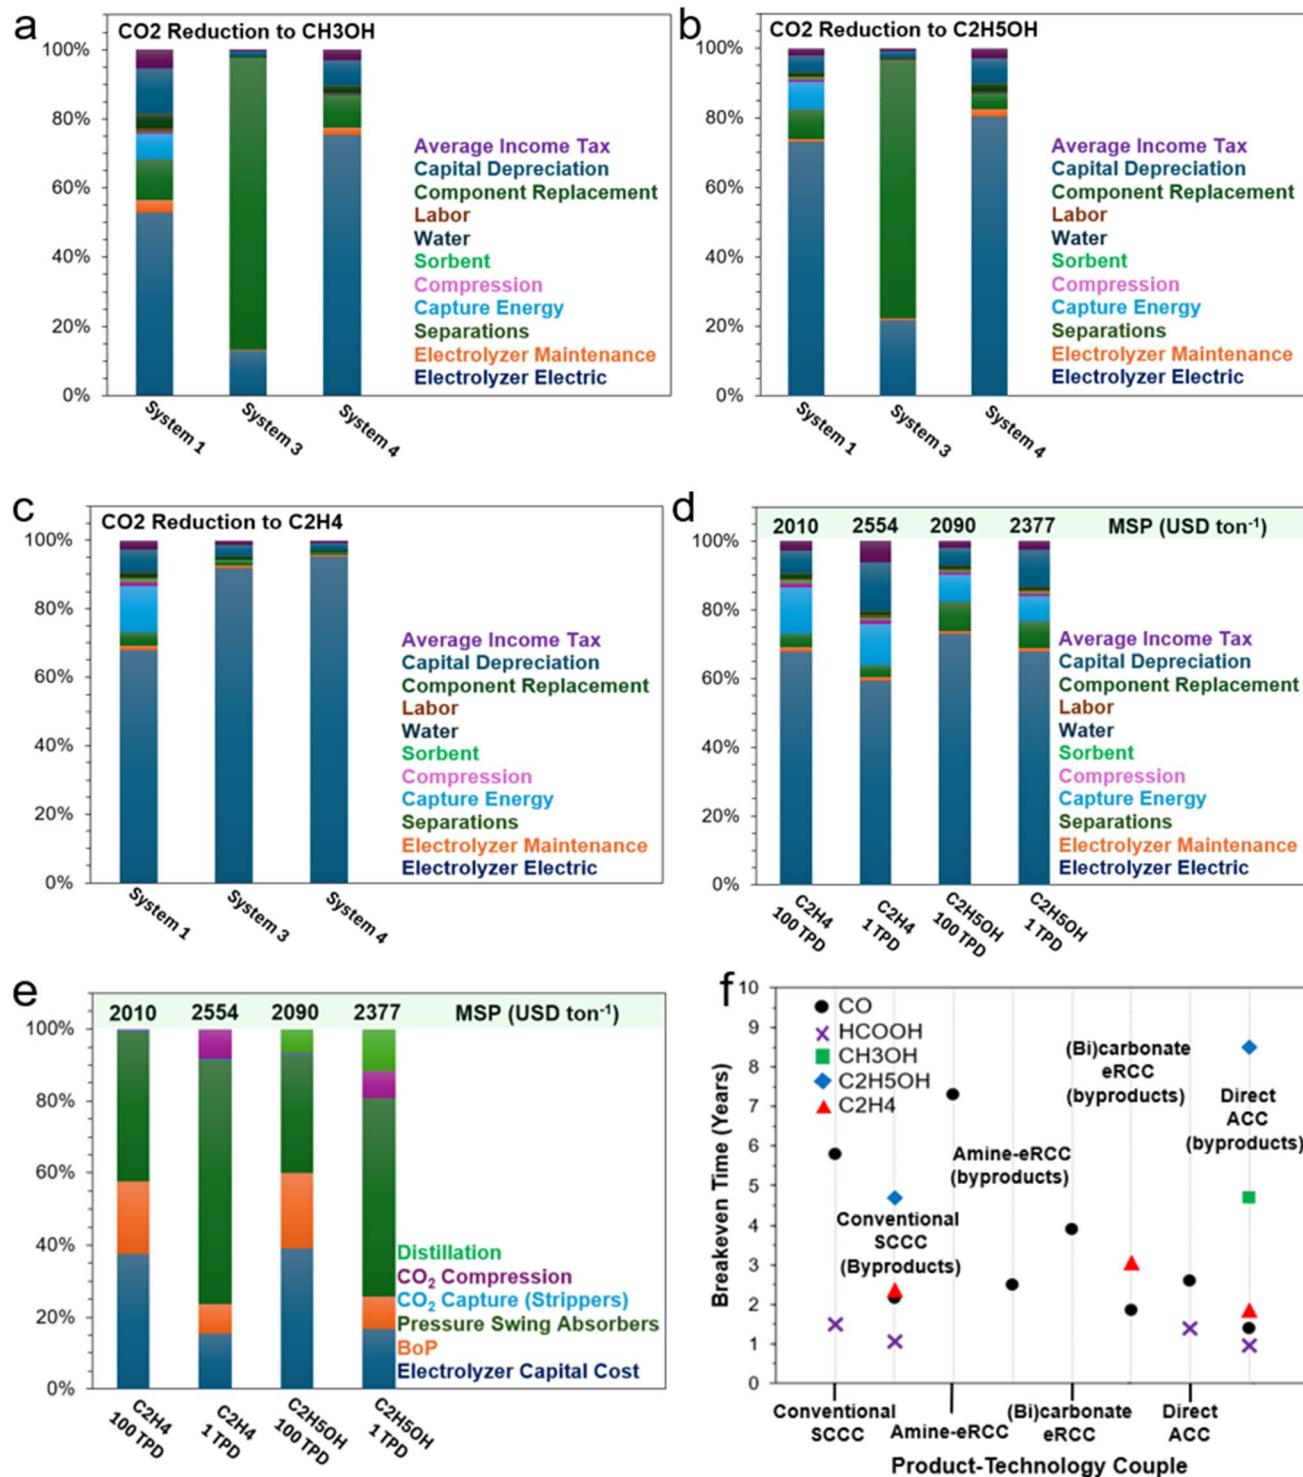 a
CO2 Reduction to CH3OH
100%
80%
60%
40%
20%
0%
Average Income Tax
Capital Depreciation
Component Replacement
Labor
Water
Sorbent
Compression
Capture Energy
Separations
Electrolyzer Maintenance
Electrolyzer Electric
System 1
System 3
System 4
b
CO2 Reduction to C2H5OH
100%
80%
60%
40%
20%
0%
Average Income Tax
Capital Depreciation
Component Replacement
Labor
Water
Sorbent
Compression
Capture Energy
Separations
Electrolyzer Maintenance
Electrolyzer Electric
System 1
System 3
System 4
c
CO2 Reduction to C2H4
100%
80%
60%
40%
20%
0%
Average Income Tax
Capital Depreciation
Component Replacement
Labor
Water
Sorbent
Compression
Capture Energy
Separations
Electrolyzer Maintenance
Electrolyzer Electric
System 1
System 3
System 4
d
2010 2554 2090 2377 MSP (USD ton⁻¹)
100%
80%
60%
40%
20%
0%
Average Income Tax
Capital Depreciation
Component Replacement
Labor
Water
Sorbent
Compression
Capture Energy
Separations
Electrolyzer Maintenance
Electrolyzer Electric
C2H4
100 TPD
C2H4
1 TPD
C2H5OH
100 TPD
C2H5OH
1 TPD
e
2010 2554 2090 2377 MSP (USD ton⁻¹)
100%
80%
60%
40%
20%
0%
Distillation
CO₂ Compression
CO₂ Capture (Strippers)
Pressure Swing Absorbers
BoP
Electrolyzer Capital Cost
C2H4
100 TPD
C2H4
1 TPD
C2H5OH
100 TPD
C2H5OH
1 TPD
f
Breakeven Time (Years)
10
9
8
7
6
5
4
3
2
1
0
CO
HCOOH
CH3OH
C2H5OH
C2H4
Conventional
SCCC
(Byproducts)
Amine-eRCC
(byproducts)
(Bi)carbonate
eRCC
(byproducts)
Direct
ACC
(byproducts)
Conventional
SCCC
Amine-eRCC
(Bi)carbonate
eRCC
Direct
ACC
Product-Technology Couple